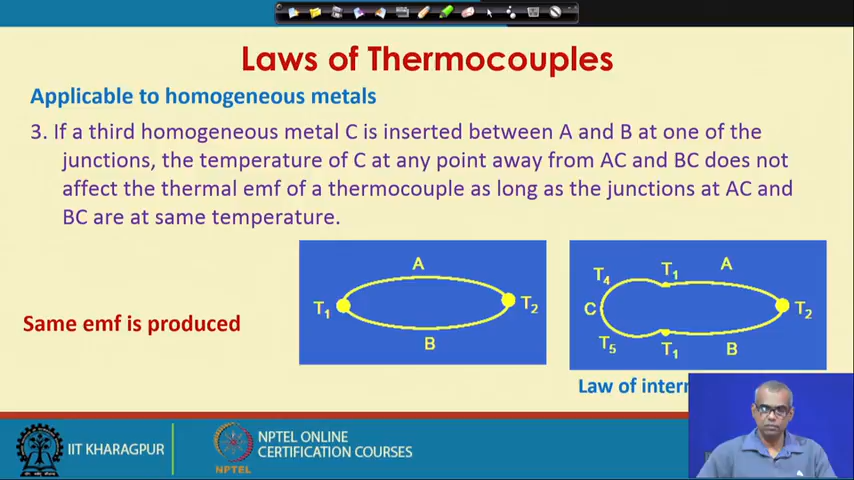 Laws of Thermocouples
Applicable to homogeneous metals
3. If a third homogeneous metal C is inserted between A and B at one of the
junctions, the temperature of C at any point away from AC and BC does not
affect the thermal emf of a thermocouple as long as the junctions at AC and
BC are at same temperature.
Same emf is produced
A
T1
T2
B
T4
T1
A
C
T2
T5
T1
B
Law of
IIT KHARAGPUR
NPTEL
NPTEL ONLINE
CERTIFICATION COURSES